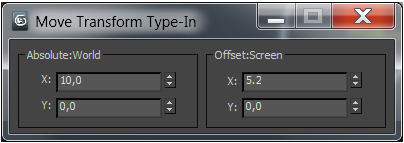 Move Transform Type-In
Absolute:World
X: 10,0
Y: 0,0
Offset:Screen
X: 5.2
Y: 0,0